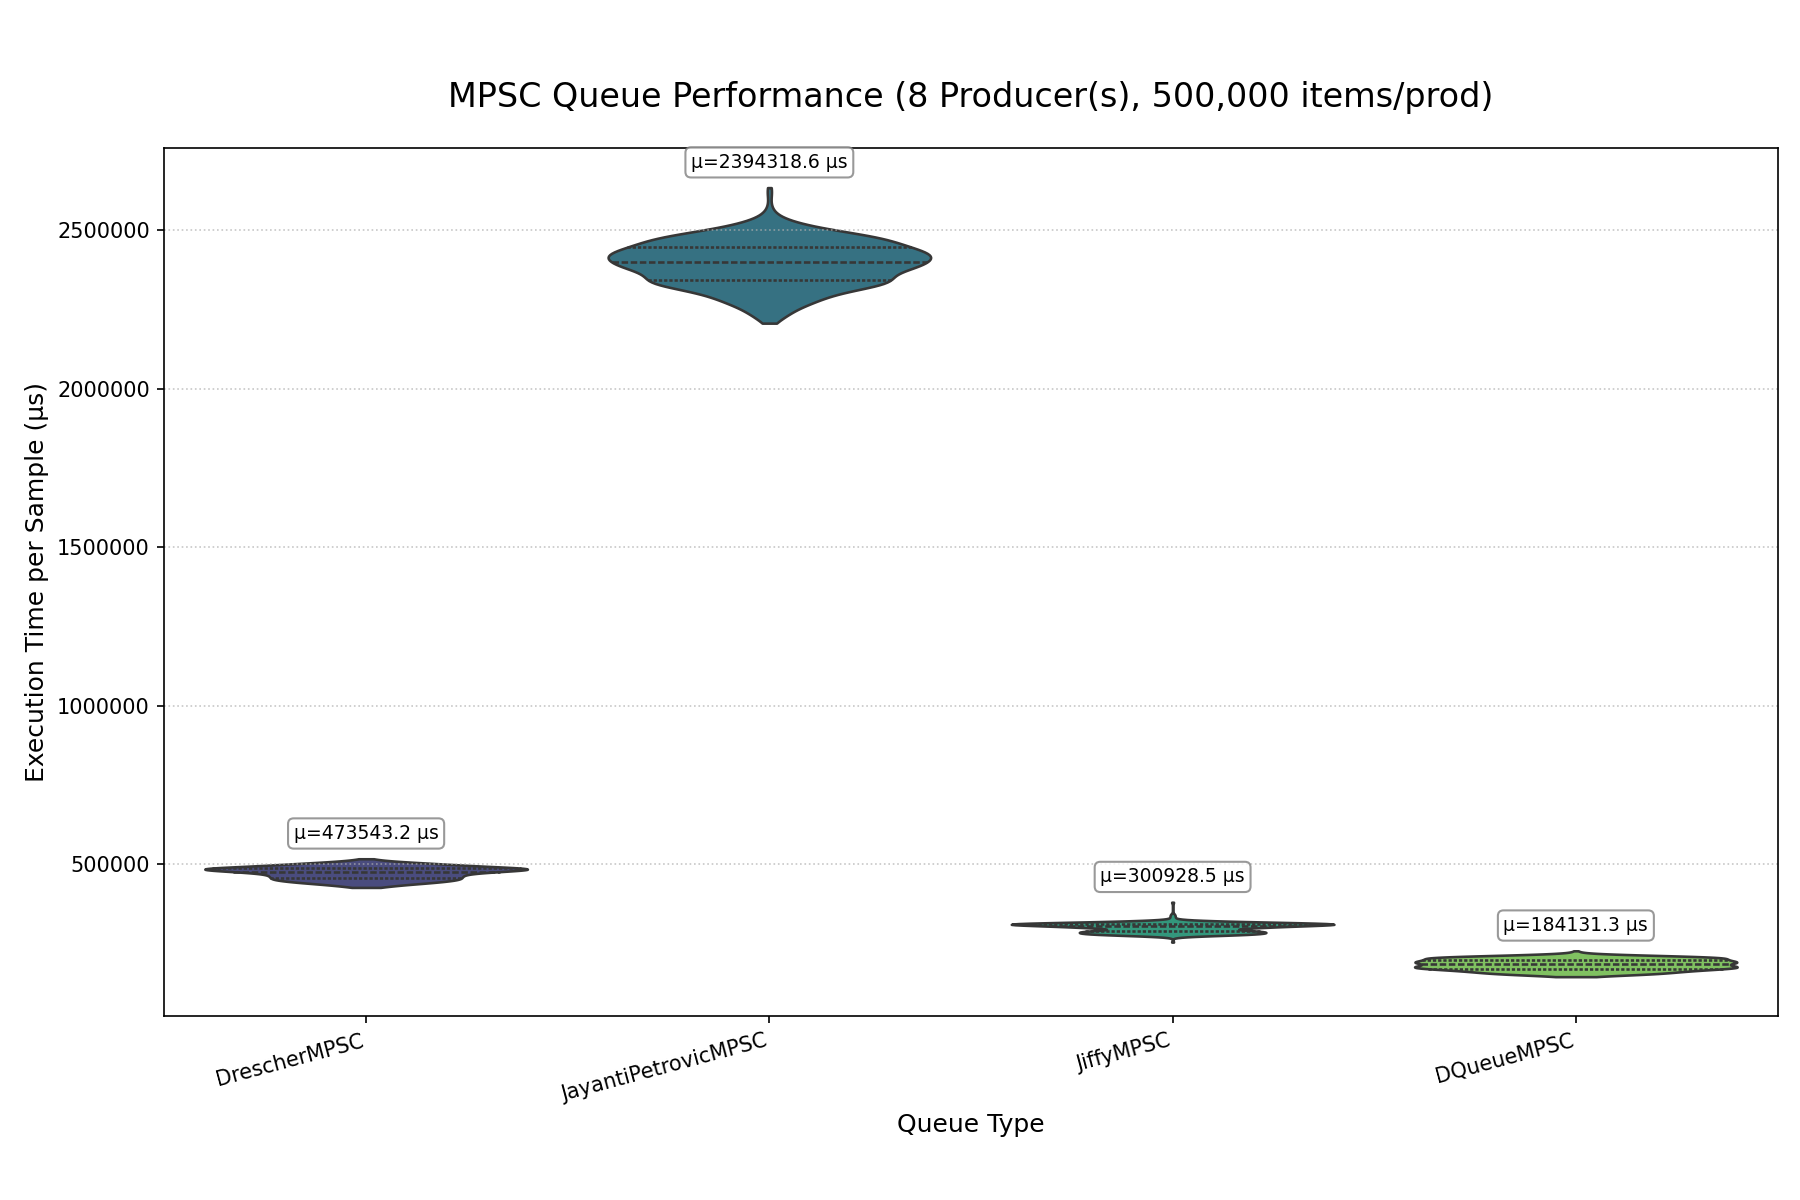 MPSC Queue Performance (8 Producer(s), 500,000 items/prod)
μ=2394318.6 μs
2500000
2000000
1500000
1000000
500000
Execution Time per Sample (μs)
μ=473543.2 μs
μ=300928.5 μs
μ=184131.3 μs
DrescherMPSC
JayantiPetrovicMPSC
JiffyMPSC
DQueueMPSC
Queue Type